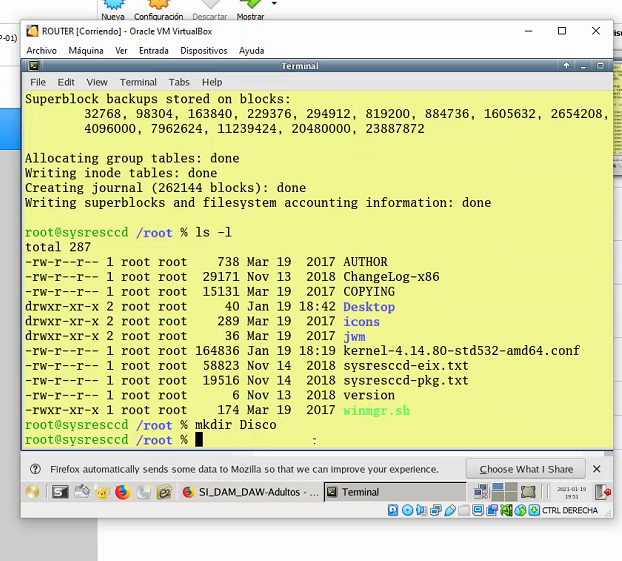 Nueva Configuración Descartar Mostrar
ROUTER [Corriendo] - Oracle VM VirtualBox
Archivo Máquina Ver Entrada Dispositivos Ayuda
Terminal
File Edit View Terminal Tabs Help
Superblock backups stored on blocks:
32768, 98304, 163840, 229376, 294912, 819200, 884736, 1605632, 2654208,
4096000, 7962624, 11239424, 20480000, 23887872
Allocating group tables: done
Writing inode tables: done
Creating journal (262144 blocks): done
Writing superblocks and filesystem accounting information: done
root@sysresccd /root % ls -l
total 287
-rw-r--r-- 1 root root 738 Mar 19 2017 AUTHOR
-rw-r--r-- 1 root root 29171 Nov 13 2018 ChangeLog-x86
-rw-r--r-- 1 root root 15131 Mar 19 2017 COPYING
drwxr-xr-x 2 root root 40 Jan 19 18:42 Desktop
drwxr-xr-x 2 root root 289 Mar 19 2017 icons
drwxr-xr-x 2 root root 36 Mar 19 2017 jwm
-rw-r--r-- 1 root root 164836 Jan 19 18:19 kernel-4.14.80-std532-amd64.conf
-rw-r--r-- 1 root root 58823 Nov 14 2018 sysresccd-eix.txt
-rw-r--r-- 1 root root 19516 Nov 14 2018 sysresccd-pkg.txt
-rw-r--r-- 1 root root 6 Nov 13 2018 version
-rwxr-xr-x 1 root root 174 Mar 19 2017 winmgr.sh
root@sysresccd /root % mkdir Disco
root@sysresccd /root %
Firefox automatically sends some data to Mozilla so that we can improve your experience. Choose What I Share
SI_DAM_DAW-Adultos - ... Terminal 2021-01-19
19:51
CTRL DERECHA